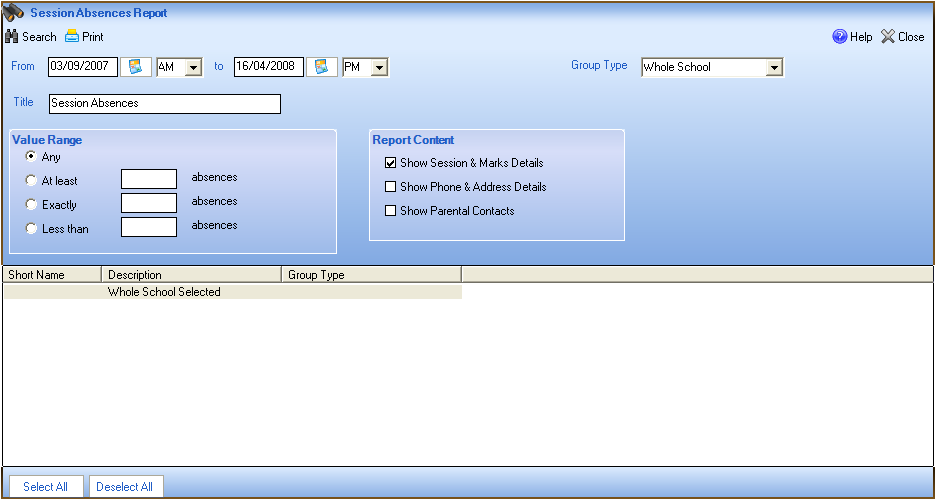 Session Absences Report
Search Print Help Close
From 03/09/2007 AM to 16/04/2008 PM Group Type Whole School
Title Session Absences
Value Range
Any
At least absences
Exactly absences
Less than absences
Report Content
Show Session & Marks Details
Show Phone & Address Details
Show Parental Contacts
Short Name Description Group Type
Whole School Selected
Select All Deselect All